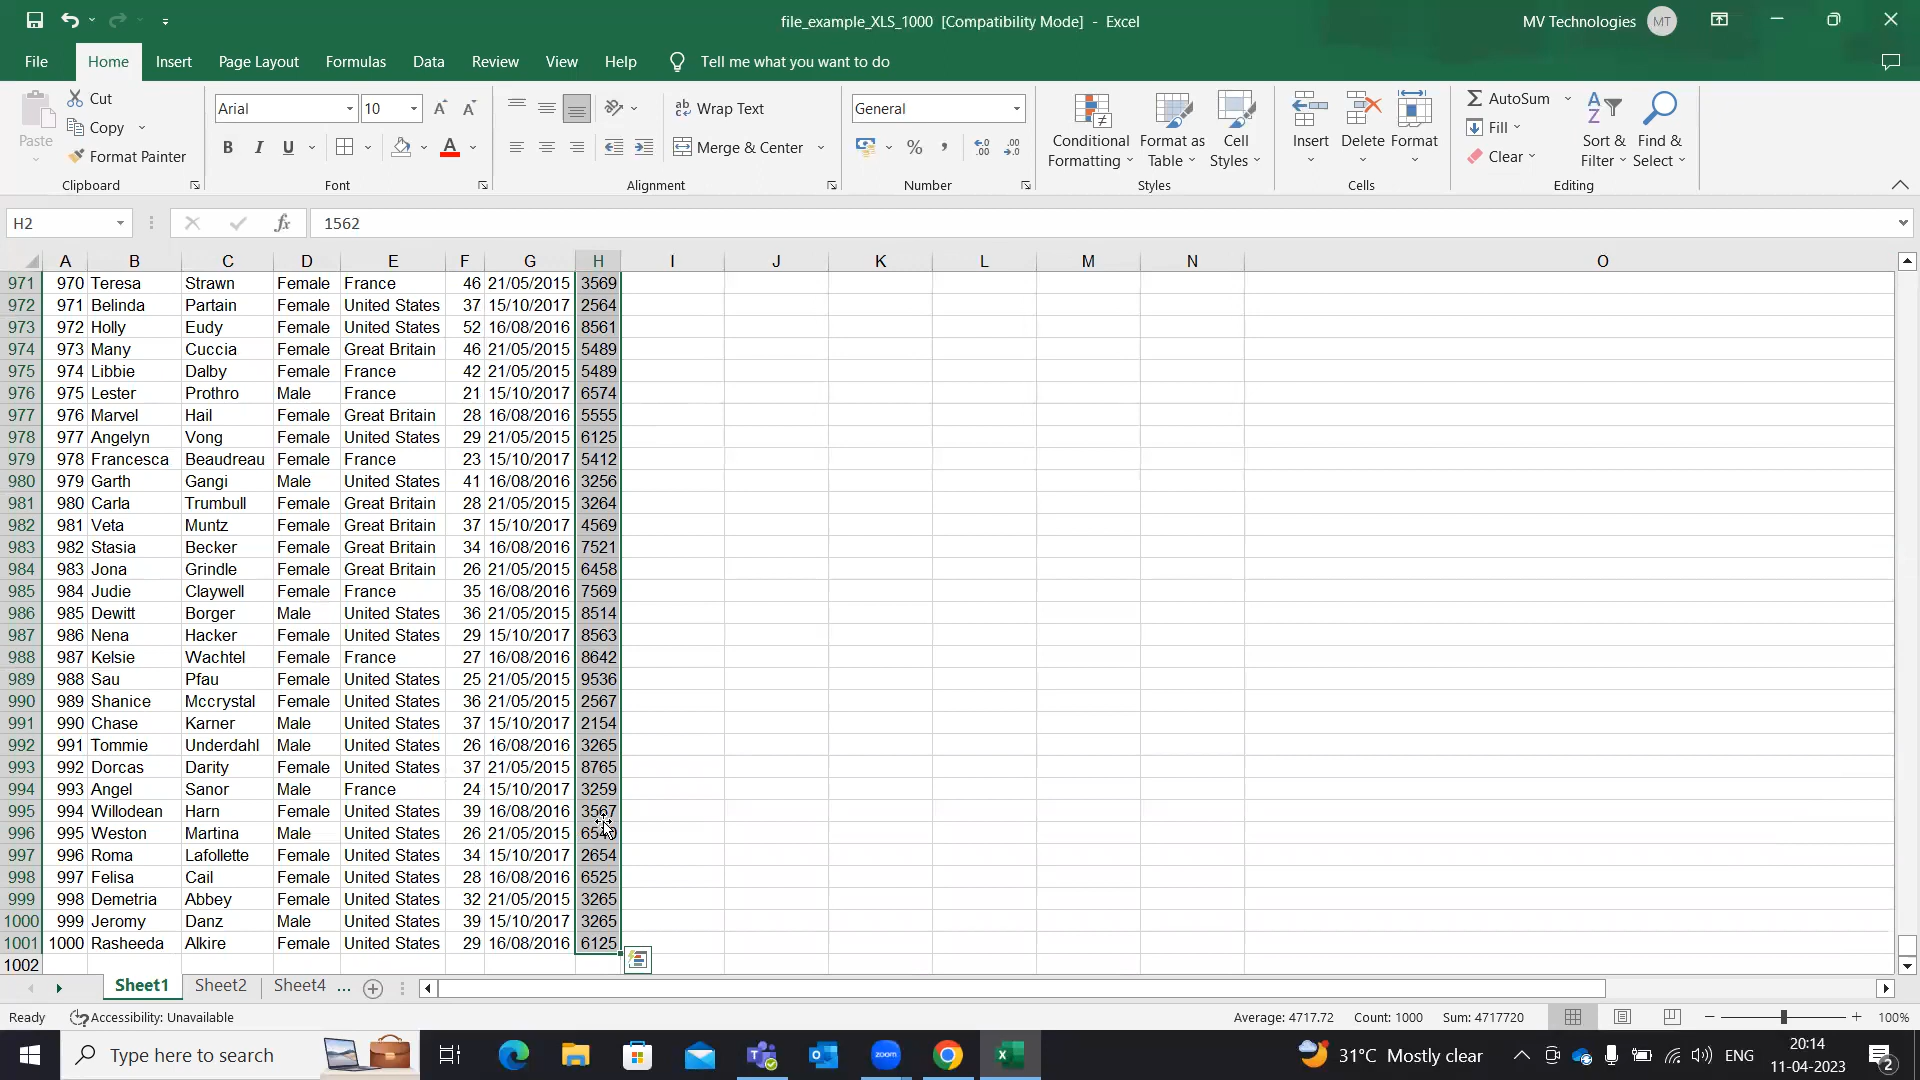 file_example_XLS_1000 [Compatibility Mode] - Excel
MV Technologies MT
File Home Insert Page Layout Formulas Data Review View Help Tell me what you want to do
Paste
Cut
Copy
Format Painter
Clipboard
Arial 10
B I U
Font
Wrap Text
Merge & Center
Alignment
General
Number
Conditional Formatting
Format as Table
Cell Styles
Styles
Insert Delete Format
Cells
AutoSum
Fill
Clear
Sort & Filter
Find & Select
Editing
H2 fx 1562
A B C D E F G H I J K L M N O
971 970 Teresa Strawn Female France 46 21/05/2015 3569
972 971 Belinda Partain Female United States 37 15/10/2017 2564
973 972 Holly Eudy Female United States 52 16/08/2016 8561
974 973 Many Cuccia Female Great Britain 46 21/05/2015 5489
975 974 Libbie Dalby Female France 42 21/05/2015 5489
976 975 Lester Prothro Male France 21 15/10/2017 6574
977 976 Marvel Hail Female Great Britain 28 16/08/2016 5555
978 977 Angelyn Vong Female United States 29 21/05/2015 6125
979 978 Francesca Beaudreau Female France 23 15/10/2017 5412
980 979 Garth Gangi Male United States 41 16/08/2016 3256
981 980 Carla Trumbull Female Great Britain 28 21/05/2015 3264
982 981 Veta Muntz Female Great Britain 37 15/10/2017 4569
983 982 Stasia Becker Female Great Britain 34 16/08/2016 7521
984 983 Jona Grindle Female Great Britain 26 21/05/2015 6458
985 984 Judie Claywell Female France 35 16/08/2016 7569
986 985 Dewitt Borger Male United States 36 21/05/2015 8514
987 986 Nena Hacker Female United States 29 15/10/2017 8563
988 987 Kelsie Wachtel Female France 27 16/08/2016 8642
989 988 Sau Pfau Female United States 25 21/05/2015 9536
990 989 Shanice Mccrystal Female United States 36 21/05/2015 2567
991 990 Chase Karner Male United States 37 15/10/2017 2154
992 991 Tommie Underdahl Male United States 26 16/08/2016 3265
993 992 Dorcas Darity Female United States 37 21/05/2015 8765
994 993 Angel Sanor Male France 24 15/10/2017 3259
995 994 Willodean Harn Female United States 39 16/08/2016 3567
996 995 Weston Martina Male United States 26 21/05/2015
997 996 Roma Lafollette Female United States 34 15/10/2017 2654
998 997 Felisa Cail Female United States 28 16/08/2016 6525
999 998 Demetria Abbey Female United States 32 21/05/2015 3265
1000 999 Jeromy Danz Male United States 39 15/10/2017 3265
1001 1000 Rasheeda Alkire Female United States 29 16/08/2016 6125
1002
Sheet1 Sheet2 Sheet4 ...
Ready Accessibility: Unavailable Average: 4717.72 Count: 1000 Sum: 4717720 100%
Type here to search zoom 31°C Mostly clear ENG 20:14
11-04-2023 2